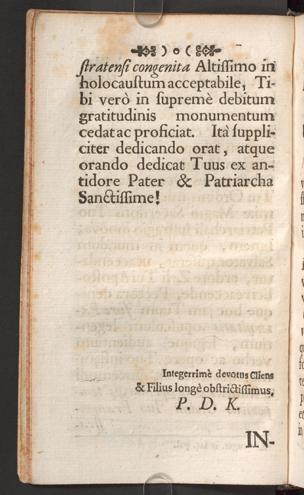 ) o (
ſtratenſi congenita Altiſſimo in
holocauſtum acceptabile, Ti-
bi verò in ſupremè debitum
gratitudinis monumentum
cedat ac proficiat. Ità ſuppli-
citer dedicando orat, atque
orando dedicat Tuus ex an-
tidore Pater & Patriarcha
Sanctiſſime!
Integerrimè devotus Cliens
& Filius longè obſtrictiſſimus,
P. D. K.
IN-